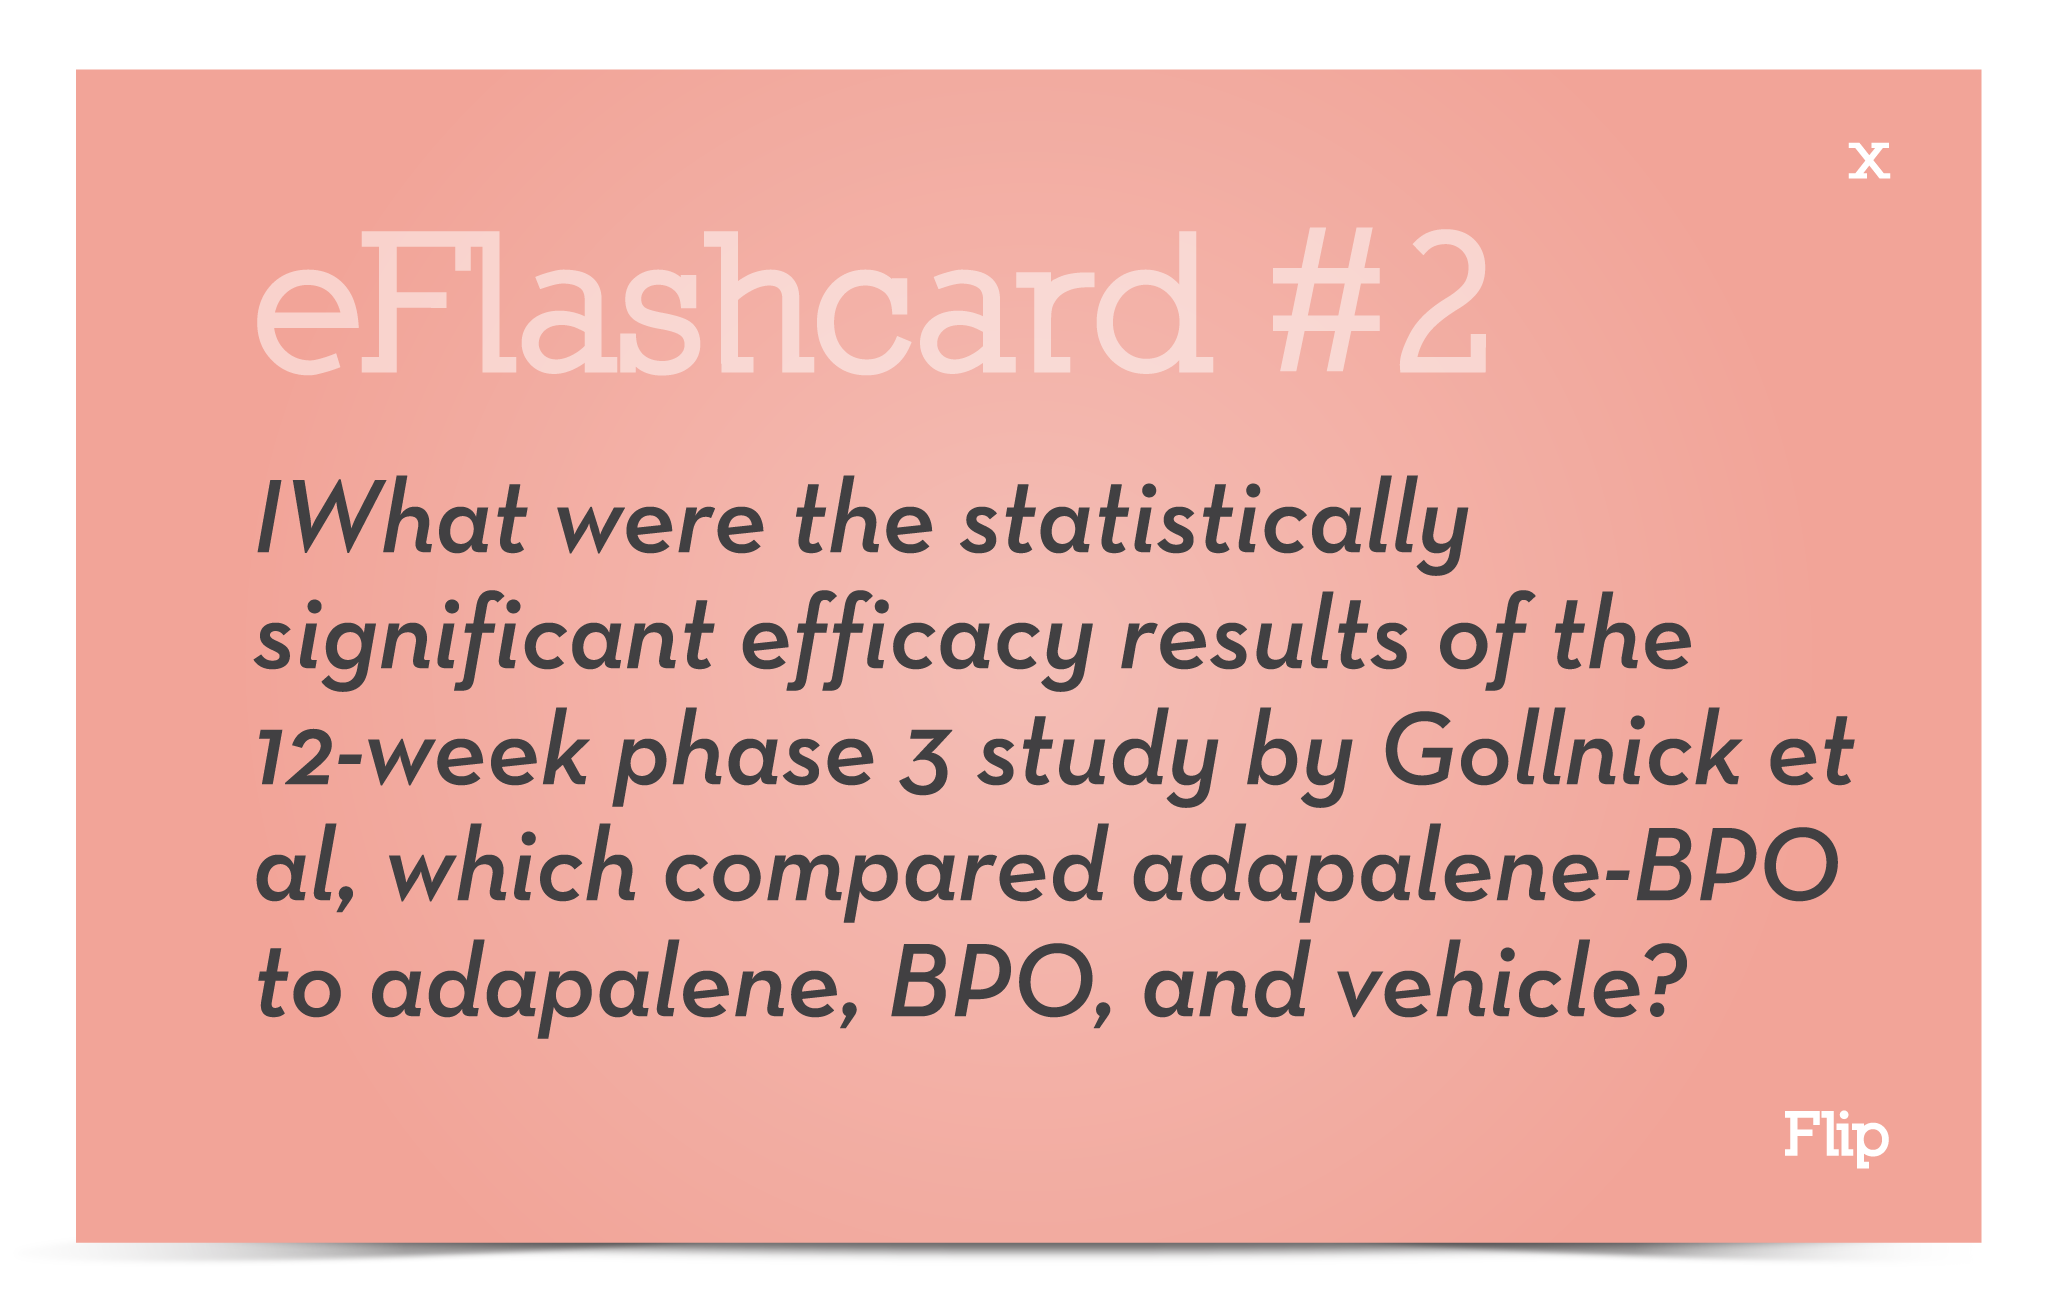 x
eFlashcard #2
IWhat were the statistically
significant efficacy results of the
12-week phase 3 study by Gollnick et
al, which compared adapalene-BPO
to adapalene, BPO, and vehicle?
Flip